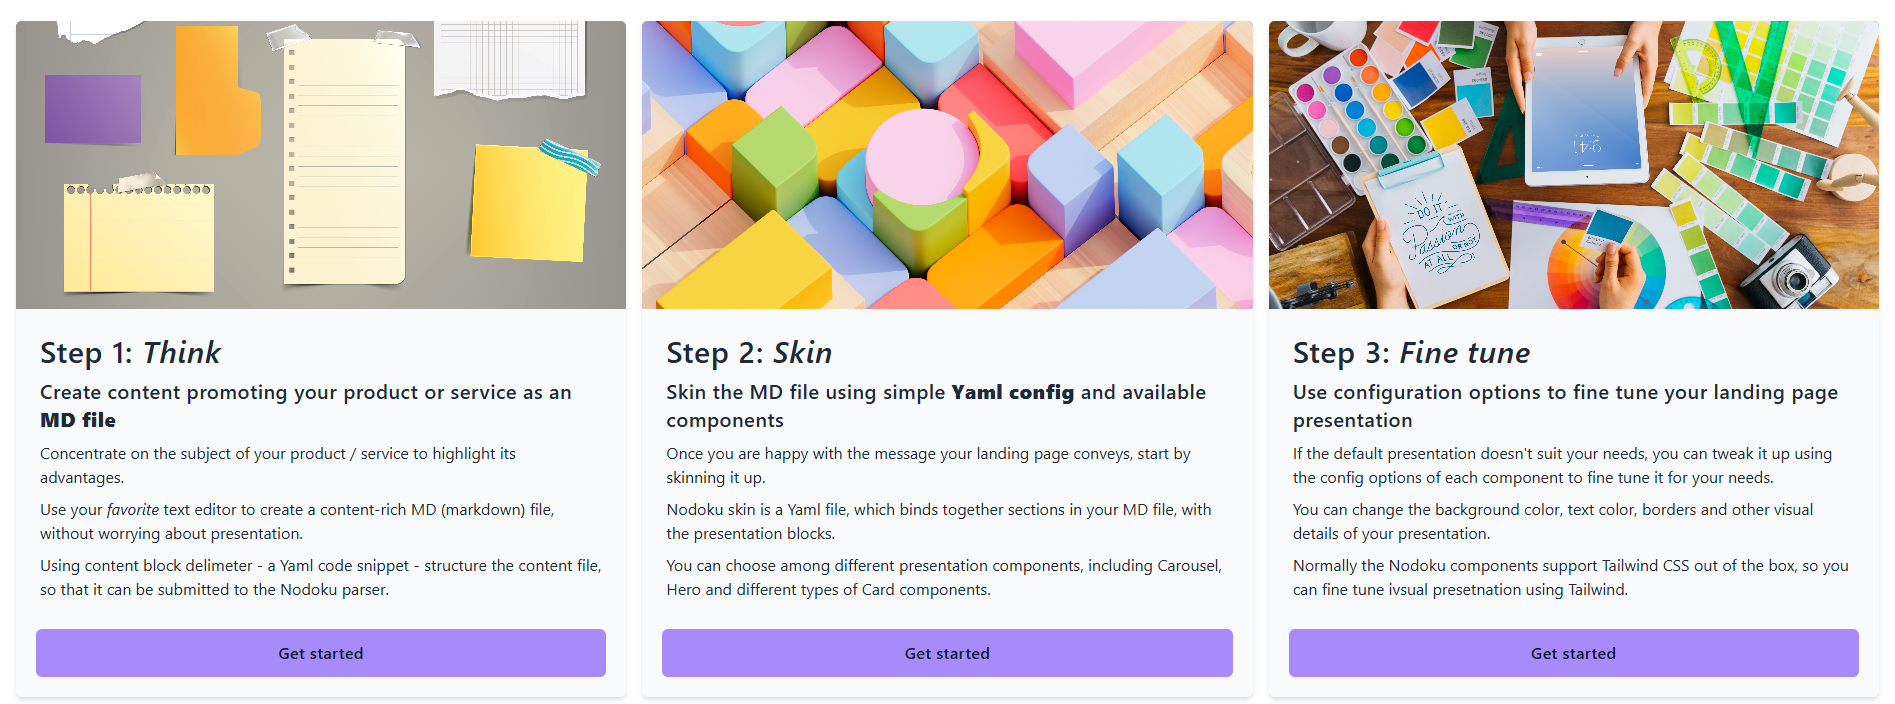 DO IT
WITH
Passion
OR NOT
AT ALL
Step 1: Think
Create content promoting your product or service as an
MD file
Concentrate on the subject of your product / service to highlight its
advantages.
Use your favorite text editor to create a content-rich MD (markdown) file,
without worrying about presentation.
Using content block delimeter - a Yaml code snippet - structure the content file,
so that it can be submitted to the Nodoku parser.
Get started
Step 2: Skin
Skin the MD file using simple Yaml config and available
components
Once you are happy with the message your landing page conveys, start by
skinning it up.
Nodoku skin is a Yaml file, which binds together sections in your MD file, with
the presentation blocks.
You can choose among different presentation components, including Carousel,
Hero and different types of Card components.
Get started
Step 3: Fine tune
Use configuration options to fine tune your landing page
presentation
If the default presentation doesn't suit your needs, you can tweak it up using
the config options of each component to fine tune it for your needs.
You can change the background color, text color, borders and other visual
details of your presentation.
Normally the Nodoku components support Tailwind CSS out of the box, so you
can fine tune ivsual presetnation using Tailwind.
Get started